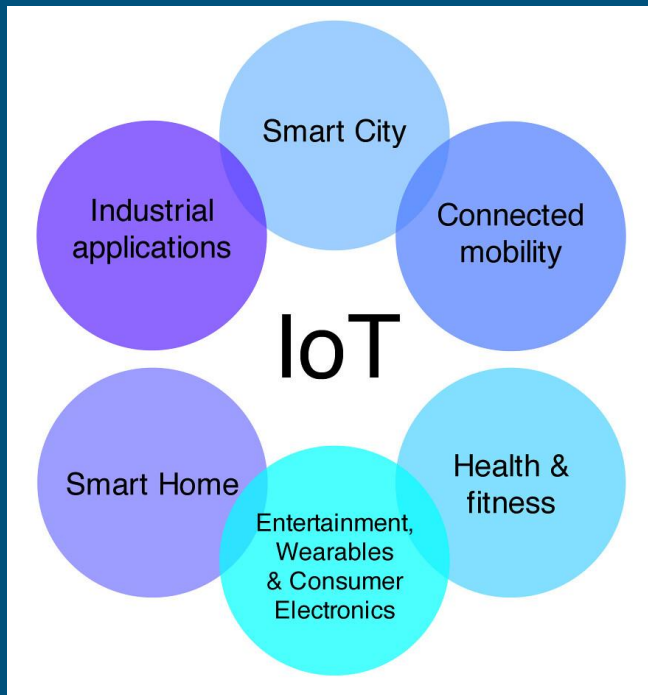 Smart City
Industrial
applications
Connected
mobility
IoT
Smart Home
Health &
fitness
Entertainment,
Wearables
& Consumer
Electronics